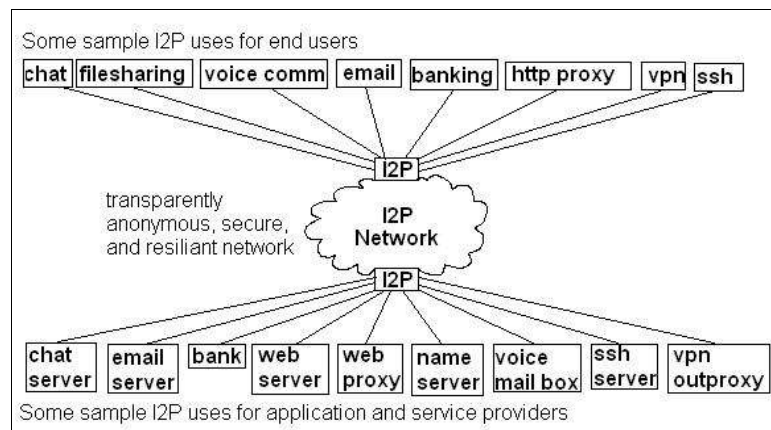 Some sample I2P uses for end users
chat filesharing voice comm email banking http proxy vpn ssh
I2P
transparently
anonymous, secure,
and resiliant network
I2P
Network
I2P
chat
server
email
server
bank
web
server
web
proxy
name
server
voice
mail box
ssh
server
vpn
outproxy
Some sample I2P uses for application and service providers